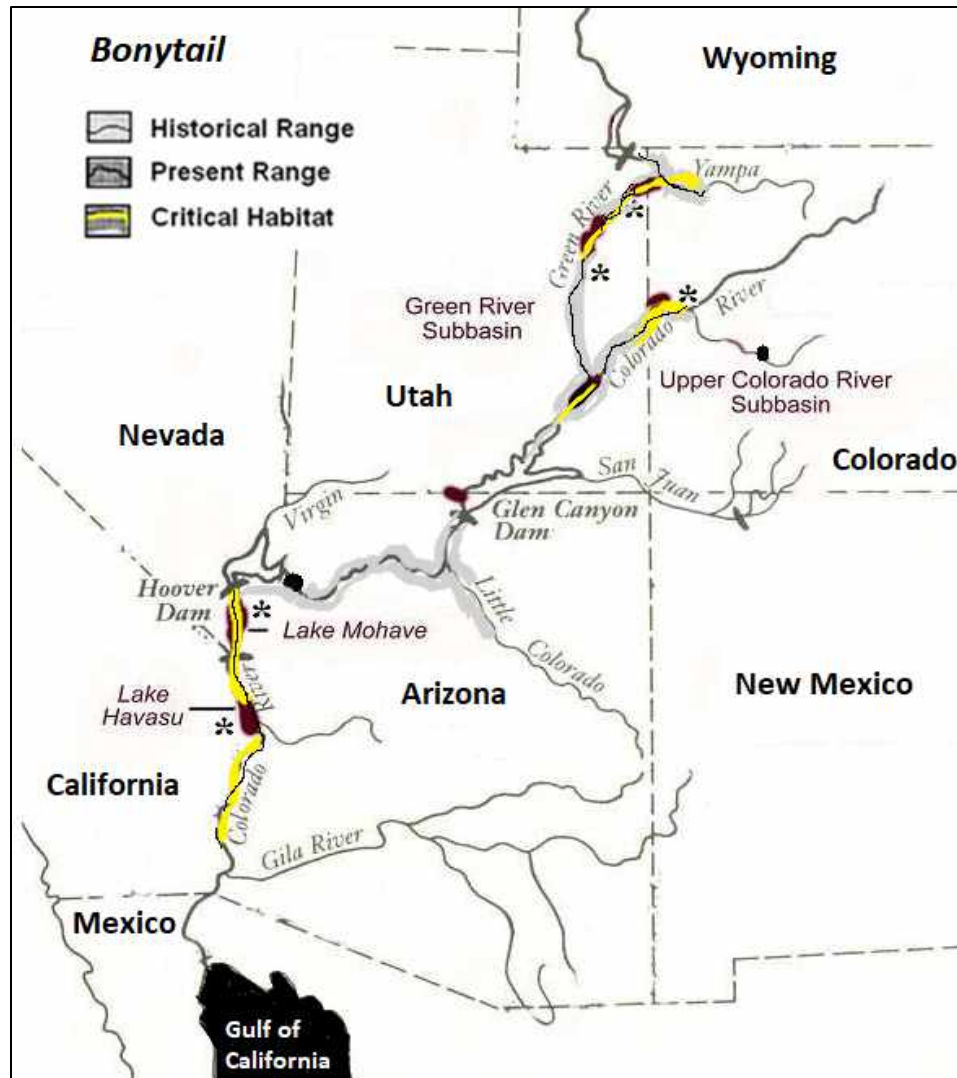 Bonytail
Historical Range
Present Range
Critical Habitat
Wyoming
Yampa
Green River
*
*
*
Green River
Subbasin
Colorado
River
Upper Colorado River
Subbasin
Utah
Nevada
Colorado
San
Juan
Virgin
Glen Canyon
Dam
Hoover
Dam
*
Lake Mohave
Little
Colorado
Lake
Havasu
*
River
Arizona
New Mexico
California
Colorado
Gila River
Mexico
Gulf of
California